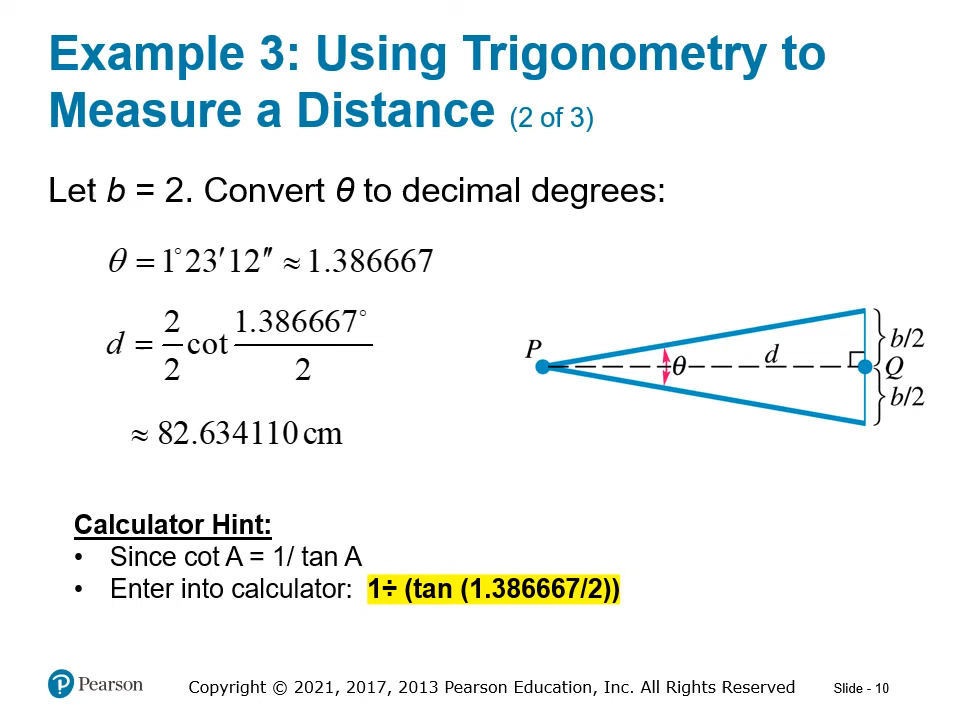 Example 3: Using Trigonometry to
Measure a Distance (2 of 3)
Let b = 2. Convert θ to decimal degrees:
θ = 1°23′12″ ≈ 1.386667
d = 2/2 cot 1.386667°/2
≈ 82.634110 cm
P
θ
d
b/2
Q
b/2
Calculator Hint:
• Since cot A = 1/ tan A
• Enter into calculator: 1÷ (tan (1.386667/2))
Pearson
Copyright © 2021, 2017, 2013 Pearson Education, Inc. All Rights Reserved
Slide - 10